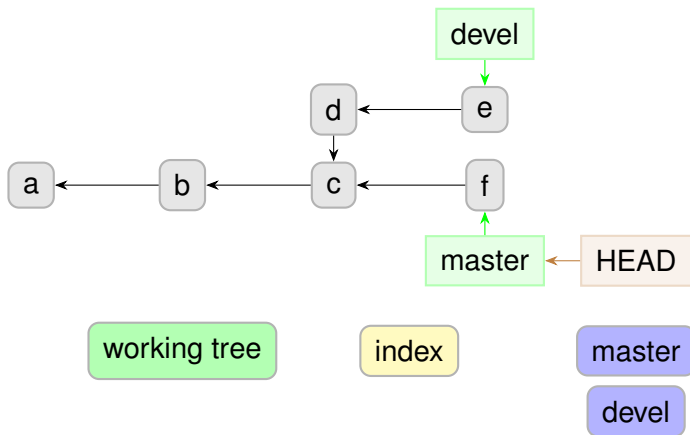 devel
d
e
a
b
c
f
master
HEAD
working tree
index
master
devel